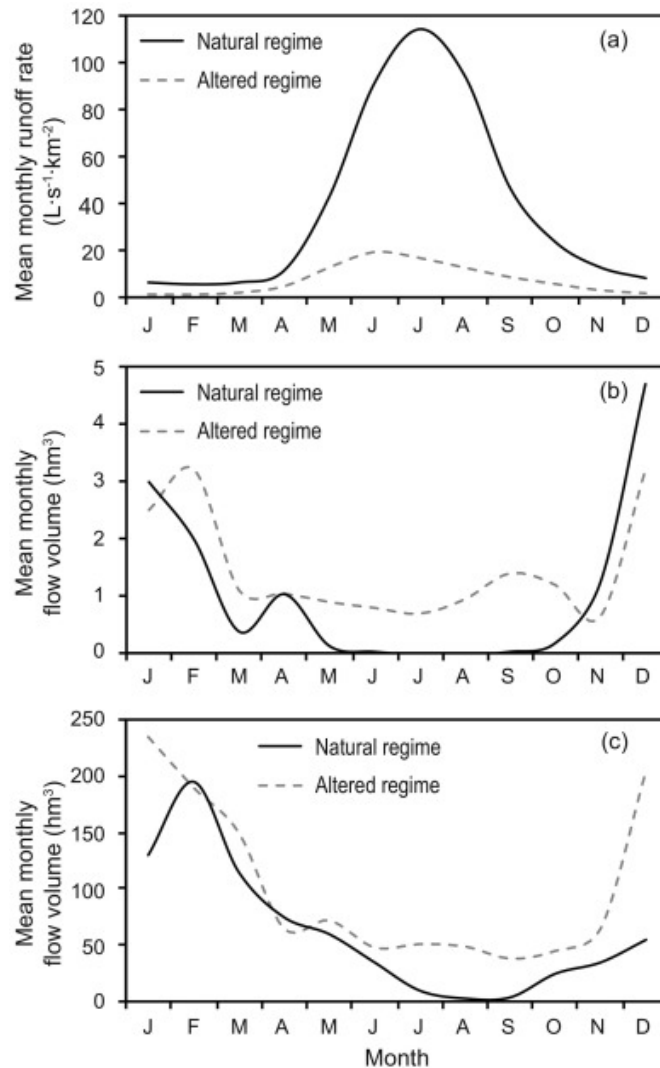 (a)
Natural regime
Altered regime
Mean monthly runoff rate
(L·s⁻¹·km⁻²)
120
100
80
60
40
20
0
J F M A M J J A S O N D
(b)
Natural regime
Altered regime
Mean monthly
flow volume (hm³)
5
4
3
2
1
0
J F M A M J J A S O N D
(c)
Natural regime
Altered regime
Mean monthly
flow volume (hm³)
250
200
150
100
50
0
J F M A M J J A S O N D
Month